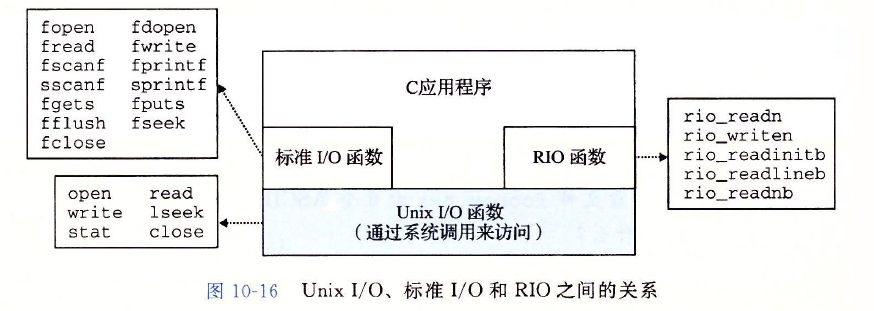 fopen fdopen
fread fwrite
fscanf fprintf
sscanf sprintf
fgets fputs
fflush fseek
fclose
C应用程序
标准 I/O 函数
RIO 函数
rio_readn
rio_writen
rio_readinitb
rio_readlineb
rio_readnb
open read
write lseek
stat close
Unix I/O 函数
（通过系统调用来访问）
图 10-16 Unix I/O、标准 I/O 和 RIO 之间的关系